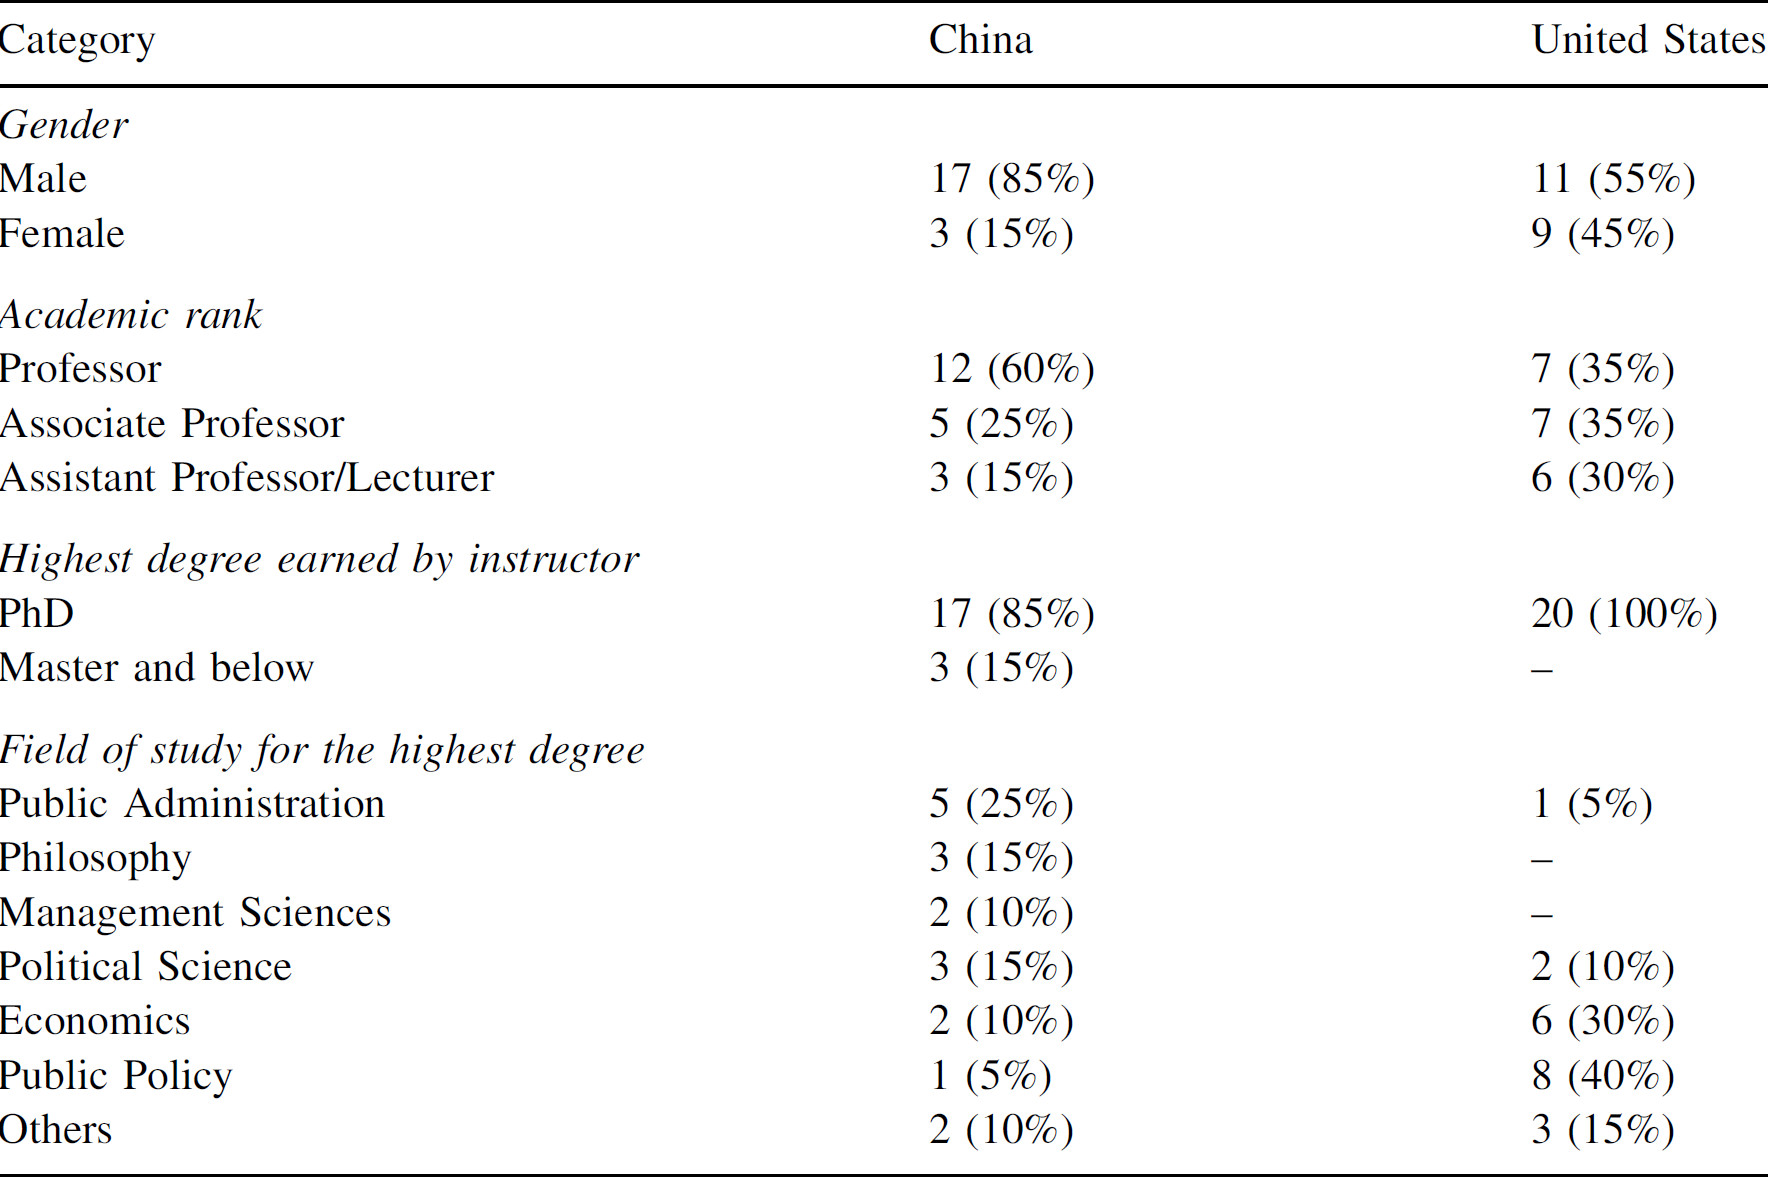 Category China United States
Gender
Male 17 (85%) 11 (55%)
Female 3 (15%) 9 (45%)
Academic rank
Professor 12 (60%) 7 (35%)
Associate Professor 5 (25%) 7 (35%)
Assistant Professor/Lecturer 3 (15%) 6 (30%)
Highest degree earned by instructor
PhD 17 (85%) 20 (100%)
Master and below 3 (15%) –
Field of study for the highest degree
Public Administration 5 (25%) 1 (5%)
Philosophy 3 (15%) –
Management Sciences 2 (10%) –
Political Science 3 (15%) 2 (10%)
Economics 2 (10%) 6 (30%)
Public Policy 1 (5%) 8 (40%)
Others 2 (10%) 3 (15%)